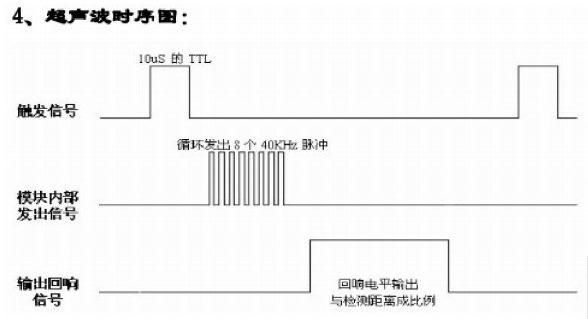 4、超声波时序图：
10uS 的 TTL
触发信号
循环发出 8 个 40KHz 脉冲
模块内部
发出信号
输出回响
信号
回响电平输出
与检测距离成比例